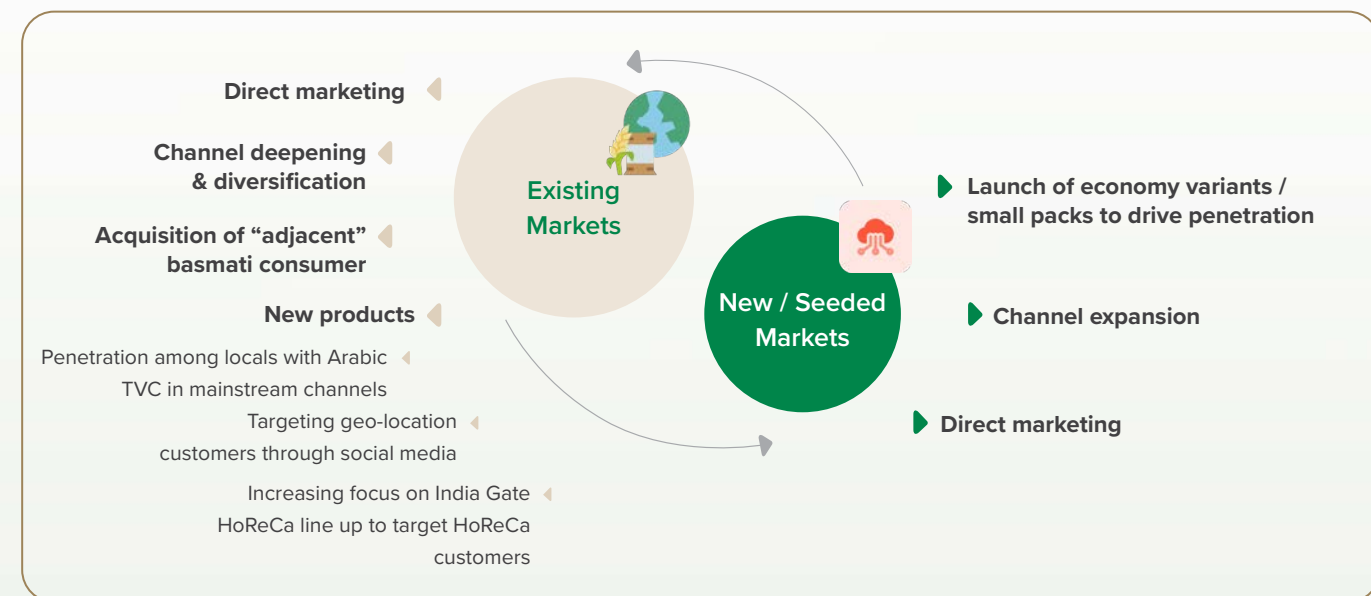 Direct marketing
Channel deepening
& diversification
Acquisition of “adjacent”
basmati consumer
New products
Penetration among locals with Arabic
TVC in mainstream channels
Targeting geo-location
customers through social media
Increasing focus on India Gate
HoReCa line up to target HoReCa
customers
Existing
Markets
New / Seeded
Markets
Launch of economy variants /
small packs to drive penetration
Channel expansion
Direct marketing